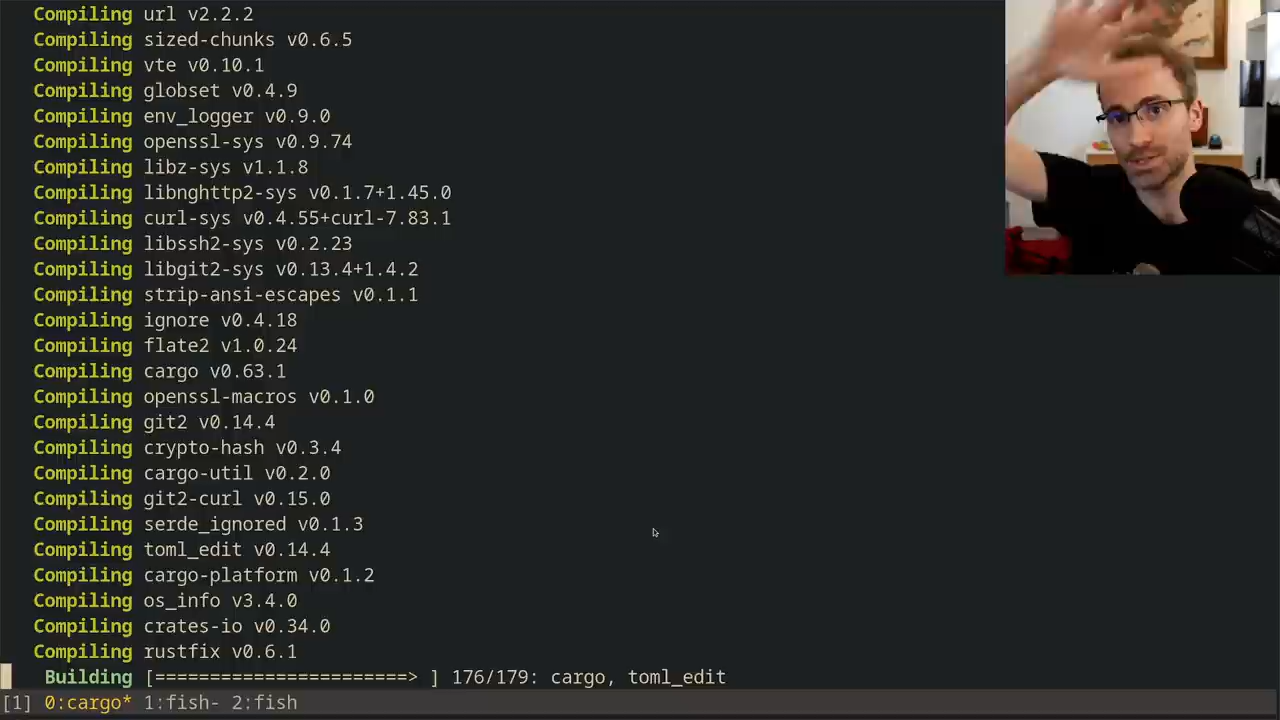 Compiling url v2.2.2
Compiling sized-chunks v0.6.5
Compiling vte v0.10.1
Compiling globset v0.4.9
Compiling env_logger v0.9.0
Compiling openssl-sys v0.9.74
Compiling libz-sys v1.1.8
Compiling libnghttp2-sys v0.1.7+1.45.0
Compiling curl-sys v0.4.55+curl-7.83.1
Compiling libssh2-sys v0.2.23
Compiling libgit2-sys v0.13.4+1.4.2
Compiling strip-ansi-escapes v0.1.1
Compiling ignore v0.4.18
Compiling flate2 v1.0.24
Compiling cargo v0.63.1
Compiling openssl-macros v0.1.0
Compiling git2 v0.14.4
Compiling crypto-hash v0.3.4
Compiling cargo-util v0.2.0
Compiling git2-curl v0.15.0
Compiling serde_ignored v0.1.3
Compiling toml_edit v0.14.4
Compiling cargo-platform v0.1.2
Compiling os_info v3.4.0
Compiling crates-io v0.34.0
Compiling rustfix v0.6.1
Building [=======================> ] 176/179: cargo, toml_edit
[1] 0:cargo* 1:fish- 2:fish